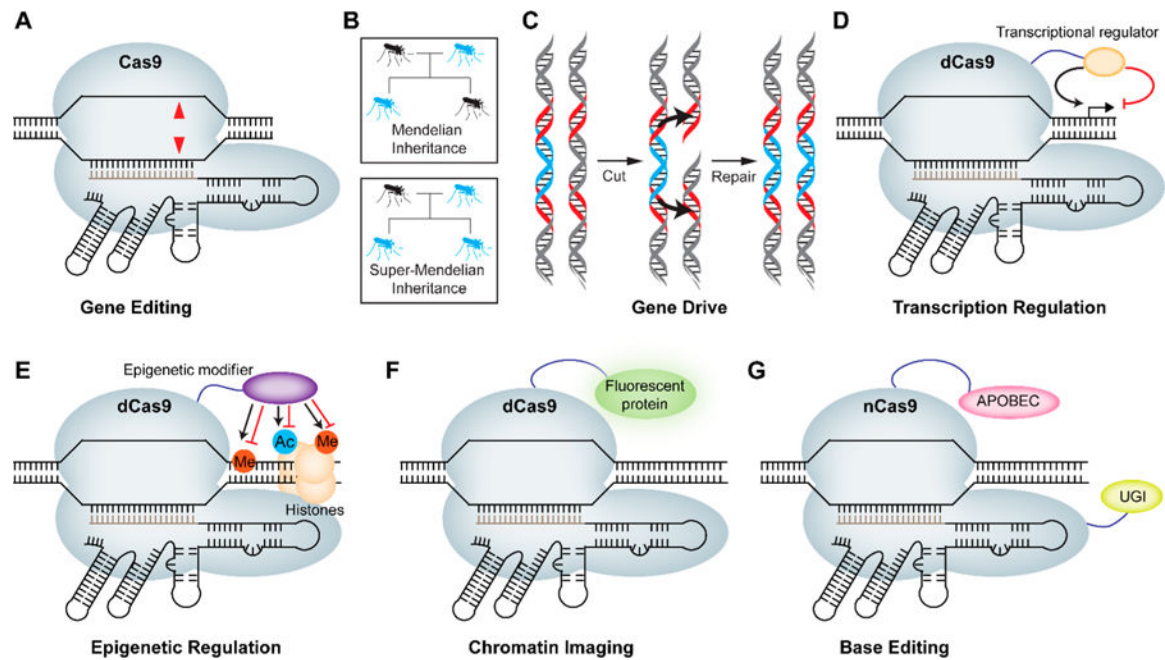 A
Cas9
Gene Editing
B
Mendelian
Inheritance
Super-Mendelian
Inheritance
C
Cut
Repair
Gene Drive
D
Transcriptional regulator
dCas9
Transcription Regulation
E
Epigenetic modifier
dCas9
Me
Ac
Me
Histones
Epigenetic Regulation
F
dCas9
Fluorescent
protein
Chromatin Imaging
G
nCas9
APOBEC
UGI
Base Editing